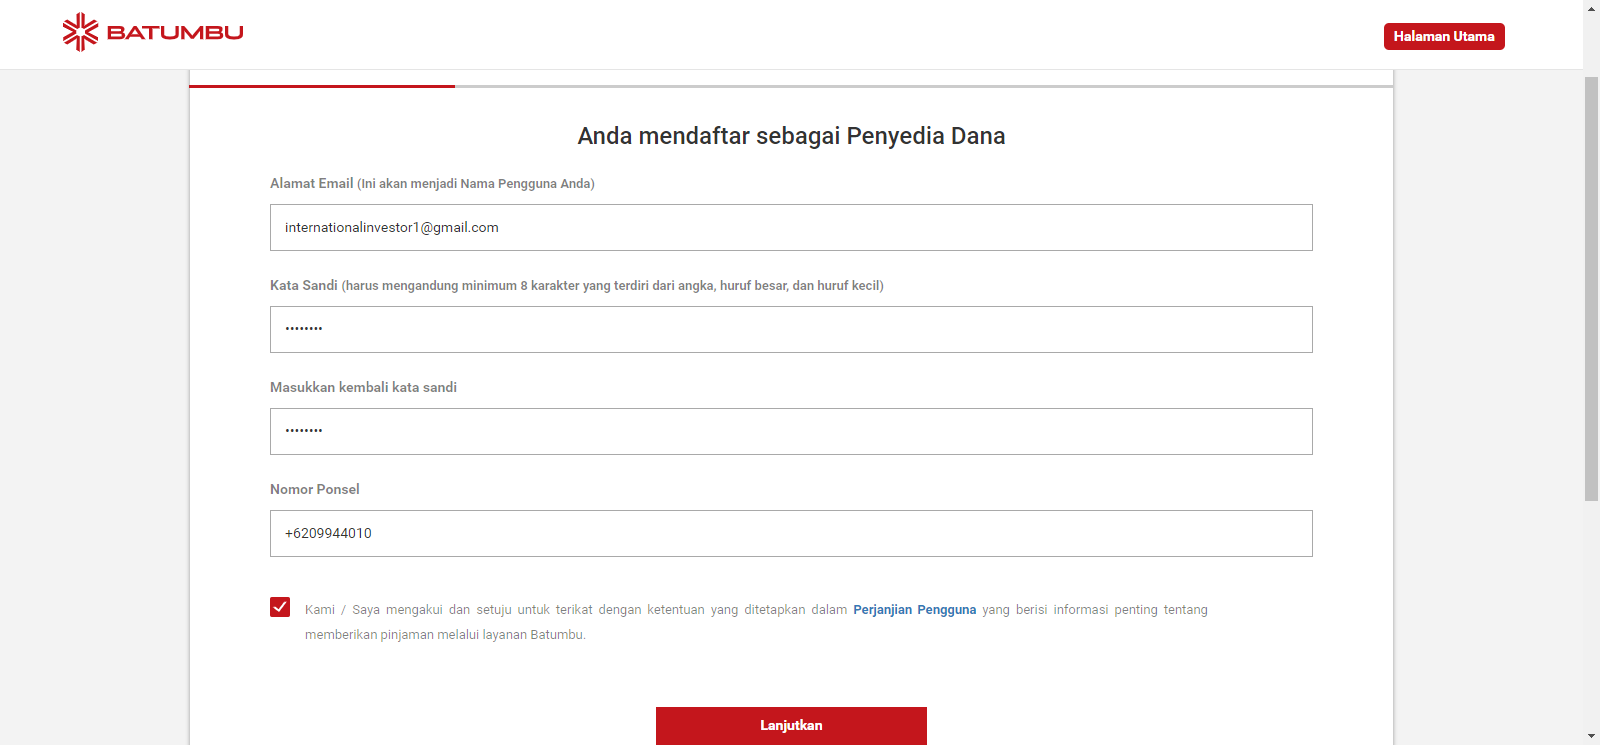 BATUMBU
Halaman Utama
Anda mendaftar sebagai Penyedia Dana
Alamat Email (Ini akan menjadi Nama Pengguna Anda)
internationalinvestor1@gmail.com
Kata Sandi (harus mengandung minimum 8 karakter yang terdiri dari angka, huruf besar, dan huruf kecil)
••••••••
Masukkan kembali kata sandi
••••••••
Nomor Ponsel
+6209944010
Kami / Saya mengakui dan setuju untuk terikat dengan ketentuan yang ditetapkan dalam Perjanjian Pengguna yang berisi informasi penting tentang
memberikan pinjaman melalui layanan Batumbu.
Lanjutkan